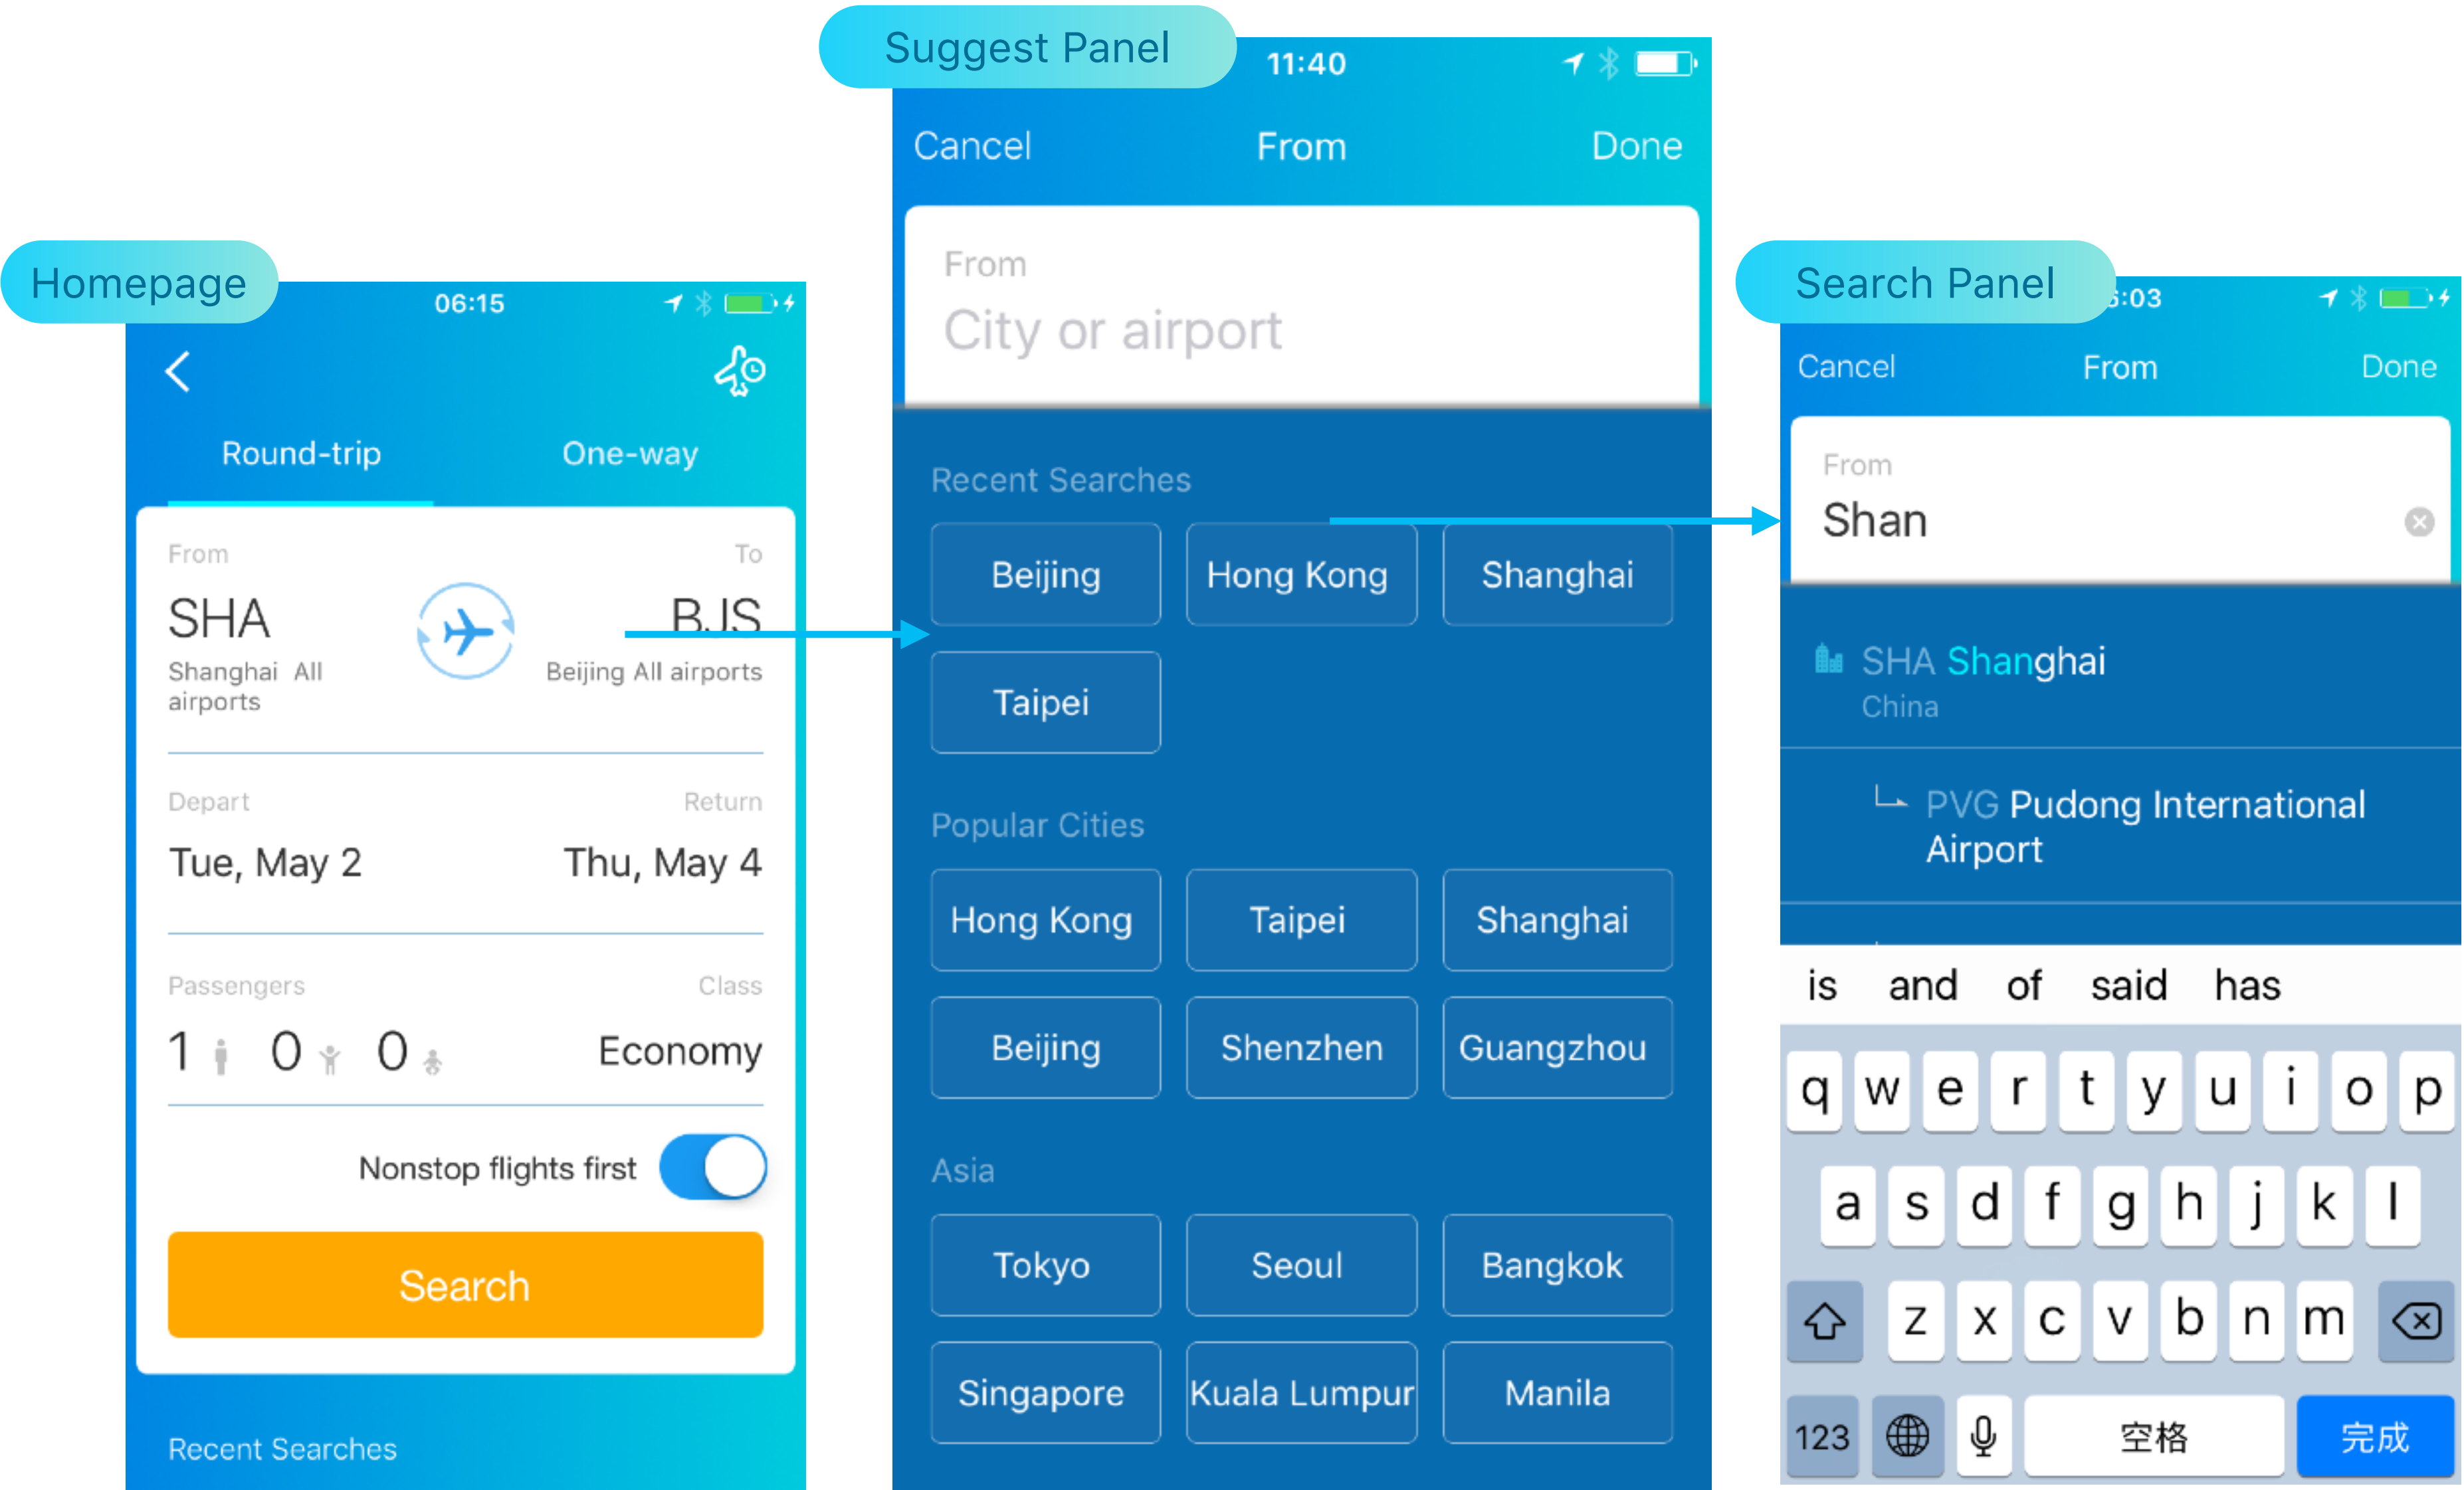 Homepage
06:15
Round-trip One-way
From To
SHA BJS
Shanghai All airports
Beijing All airports
Depart Return
Tue, May 2 Thu, May 4
Passengers Class
1 0 0 Economy
Nonstop flights first
Search
Recent Searches
Suggest Panel
11:40
Cancel From Done
From
City or airport
Recent Searches
Beijing Hong Kong Shanghai
Taipei
Popular Cities
Hong Kong Taipei Shanghai
Beijing Shenzhen Guangzhou
Asia
Tokyo Seoul Bangkok
Singapore Kuala Lumpur Manila
Search Panel
:03
Cancel From Done
From
Shan
SHA Shanghai
China
PVG Pudong International
Airport
is and of said has
q w e r t y u i o p
a s d f g h j k l
z x c v b n m
123 空格 完成